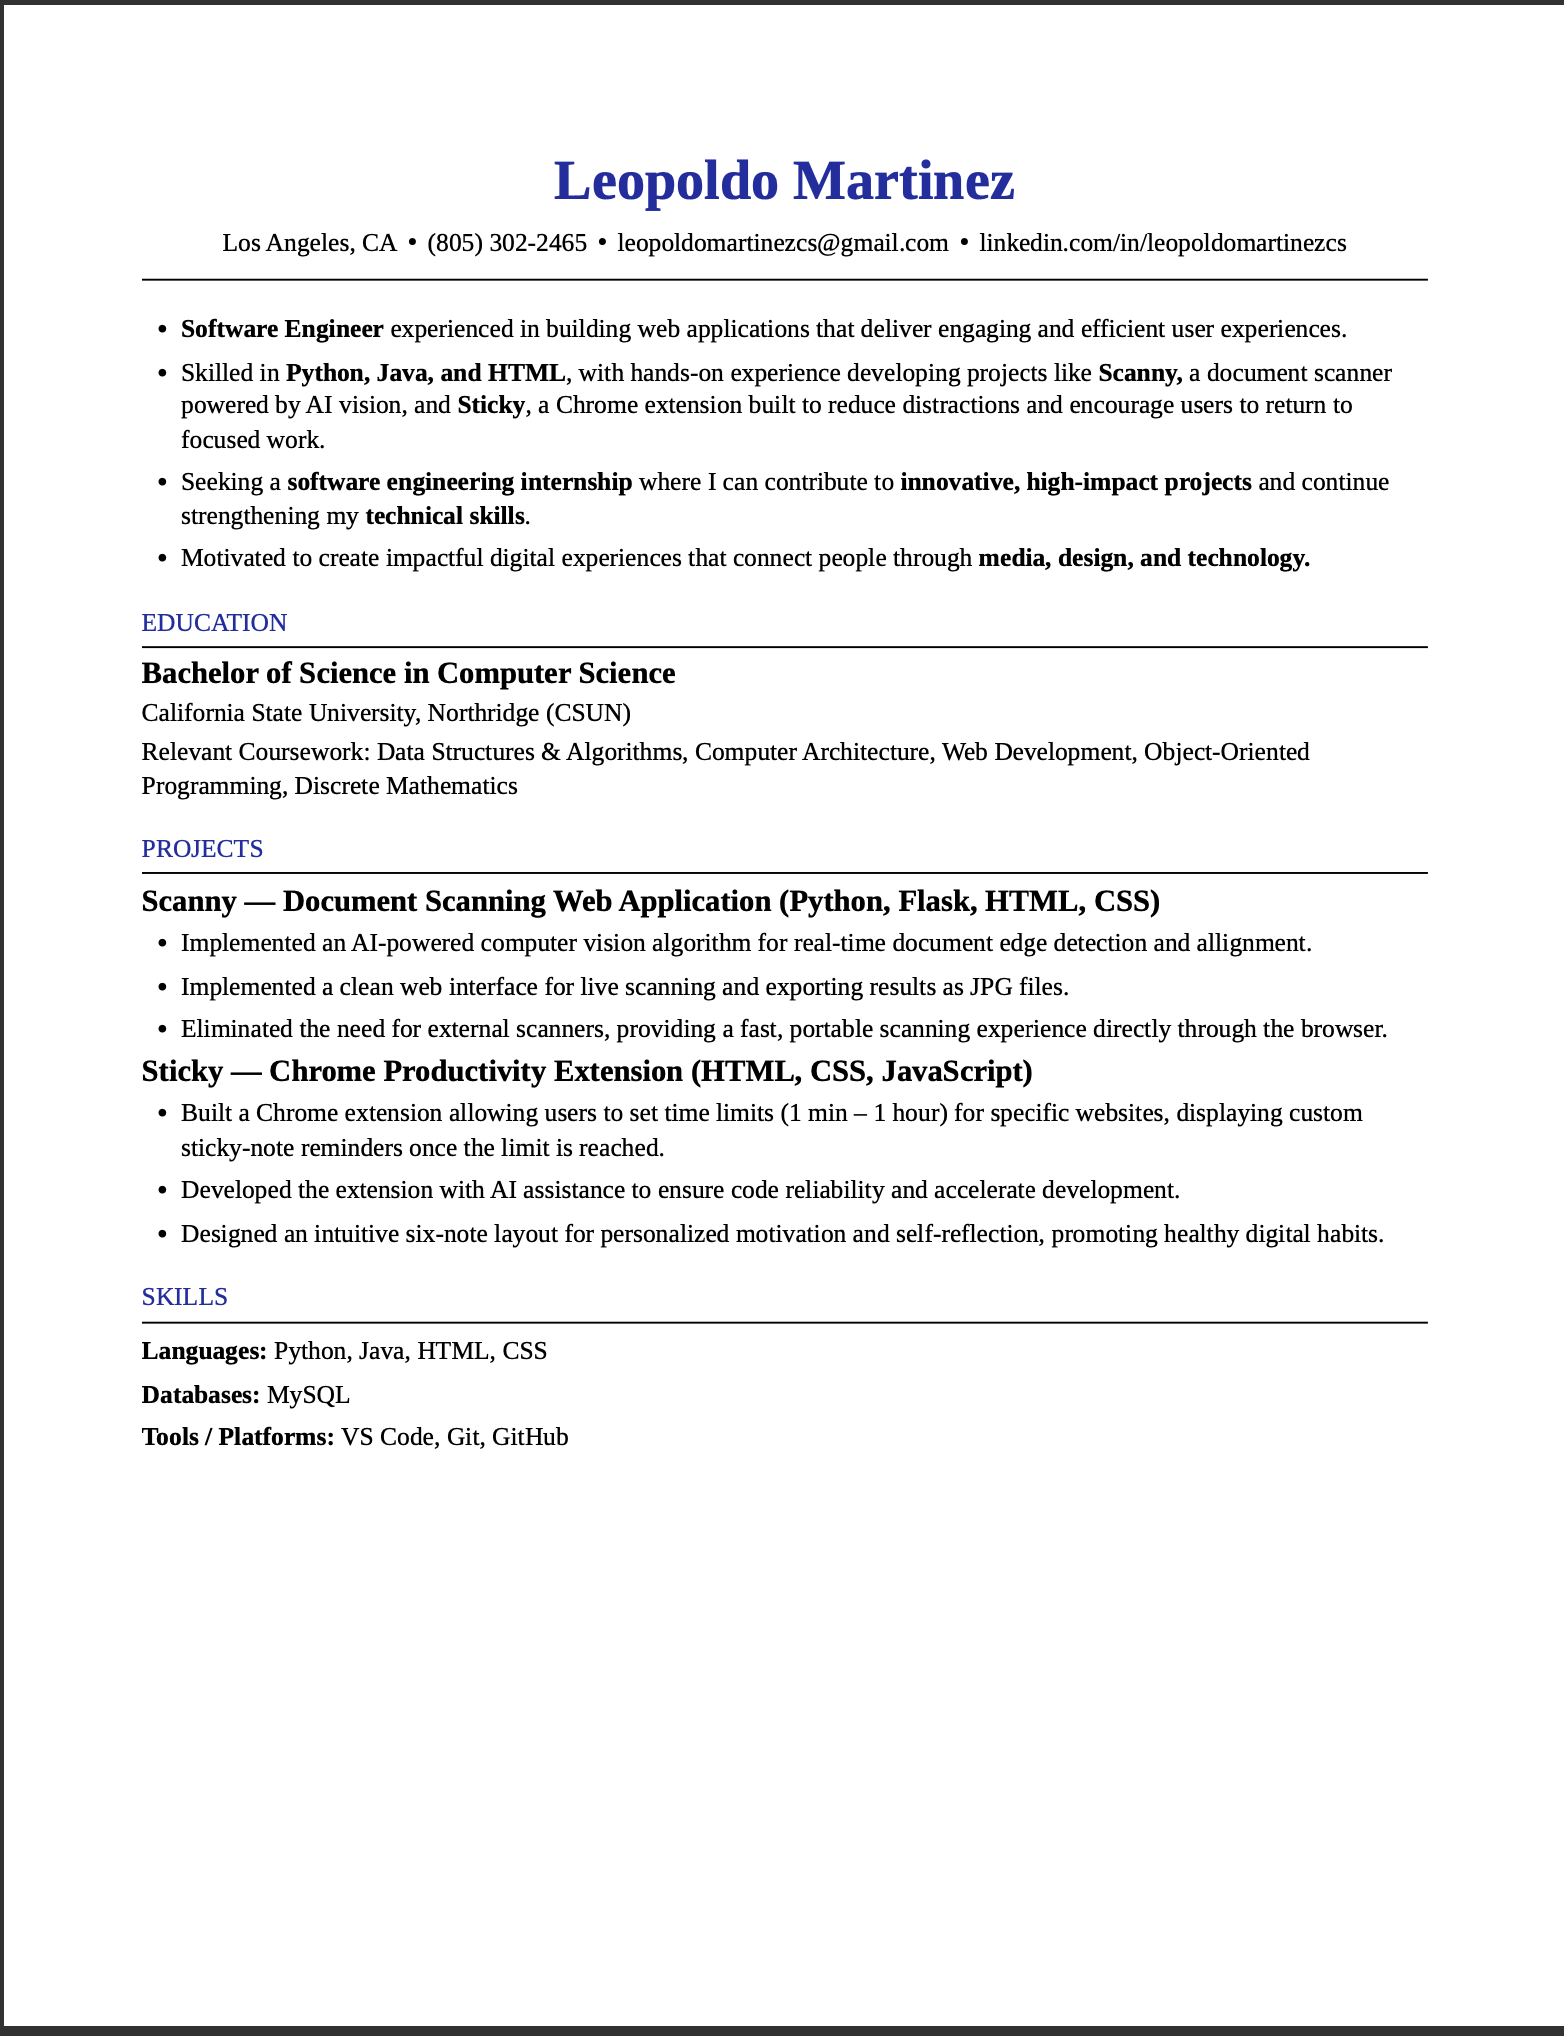 Leopoldo Martinez
Los Angeles, CA • (805) 302-2465 • leopoldomartinezcs@gmail.com • linkedin.com/in/leopoldomartinezcs
• Software Engineer experienced in building web applications that deliver engaging and efficient user experiences.
• Skilled in Python, Java, and HTML, with hands-on experience developing projects like Scanny, a document scanner
powered by AI vision, and Sticky, a Chrome extension built to reduce distractions and encourage users to return to
focused work.
• Seeking a software engineering internship where I can contribute to innovative, high-impact projects and continue
strengthening my technical skills.
• Motivated to create impactful digital experiences that connect people through media, design, and technology.
EDUCATION
Bachelor of Science in Computer Science
California State University, Northridge (CSUN)
Relevant Coursework: Data Structures & Algorithms, Computer Architecture, Web Development, Object-Oriented
Programming, Discrete Mathematics
PROJECTS
Scanny — Document Scanning Web Application (Python, Flask, HTML, CSS)
• Implemented an AI-powered computer vision algorithm for real-time document edge detection and allignment.
• Implemented a clean web interface for live scanning and exporting results as JPG files.
• Eliminated the need for external scanners, providing a fast, portable scanning experience directly through the browser.
Sticky — Chrome Productivity Extension (HTML, CSS, JavaScript)
• Built a Chrome extension allowing users to set time limits (1 min – 1 hour) for specific websites, displaying custom
sticky-note reminders once the limit is reached.
• Developed the extension with AI assistance to ensure code reliability and accelerate development.
• Designed an intuitive six-note layout for personalized motivation and self-reflection, promoting healthy digital habits.
SKILLS
Languages: Python, Java, HTML, CSS
Databases: MySQL
Tools / Platforms: VS Code, Git, GitHub